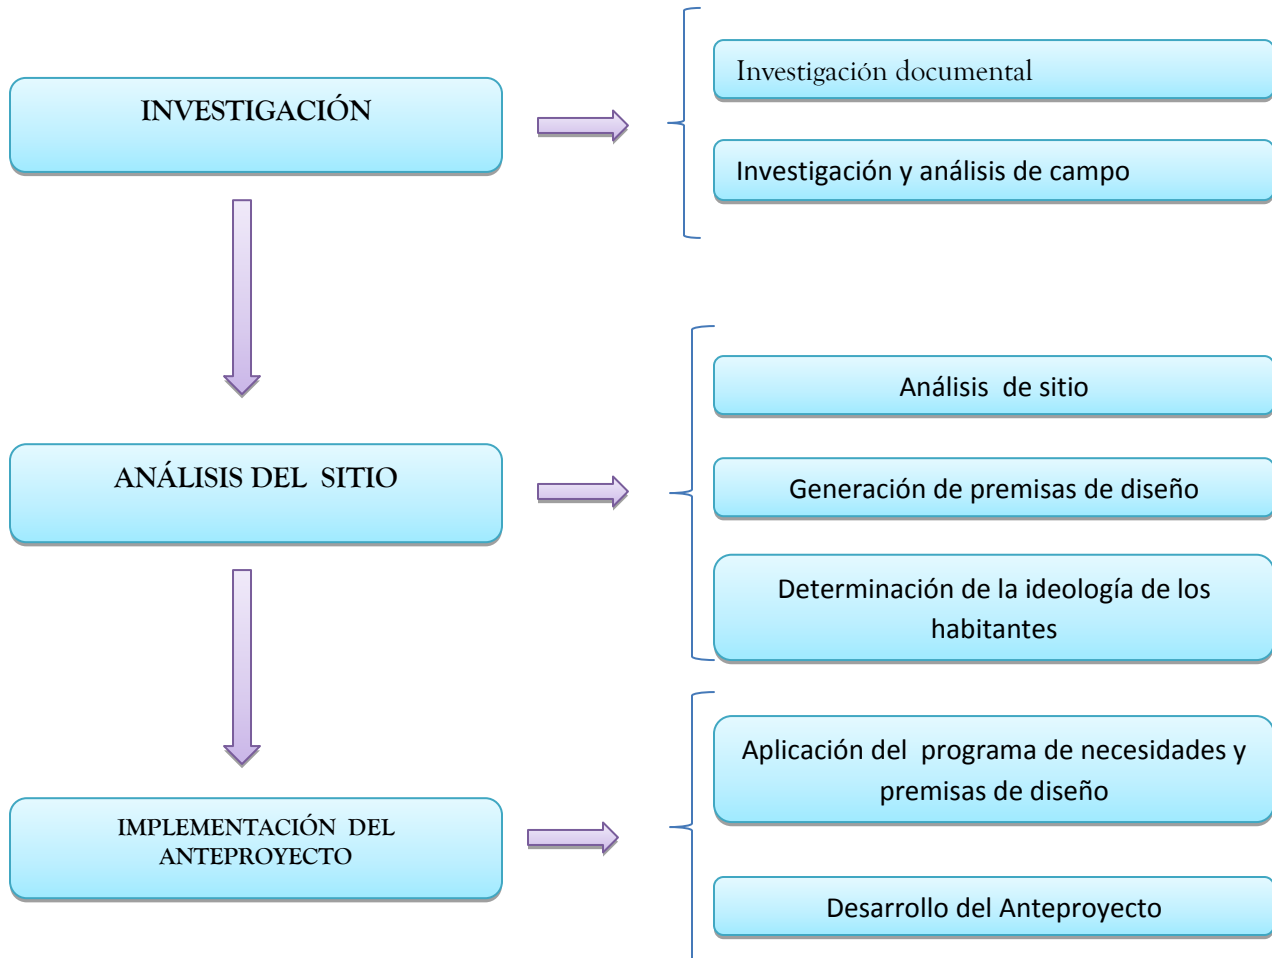 INVESTIGACIÓN
Investigación documental
Investigación y análisis de campo
ANÁLISIS DEL SITIO
Análisis de sitio
Generación de premisas de diseño
Determinación de la ideología de los
habitantes
IMPLEMENTACIÓN DEL
ANTEPROYECTO
Aplicación del programa de necesidades y
premisas de diseño
Desarrollo del Anteproyecto